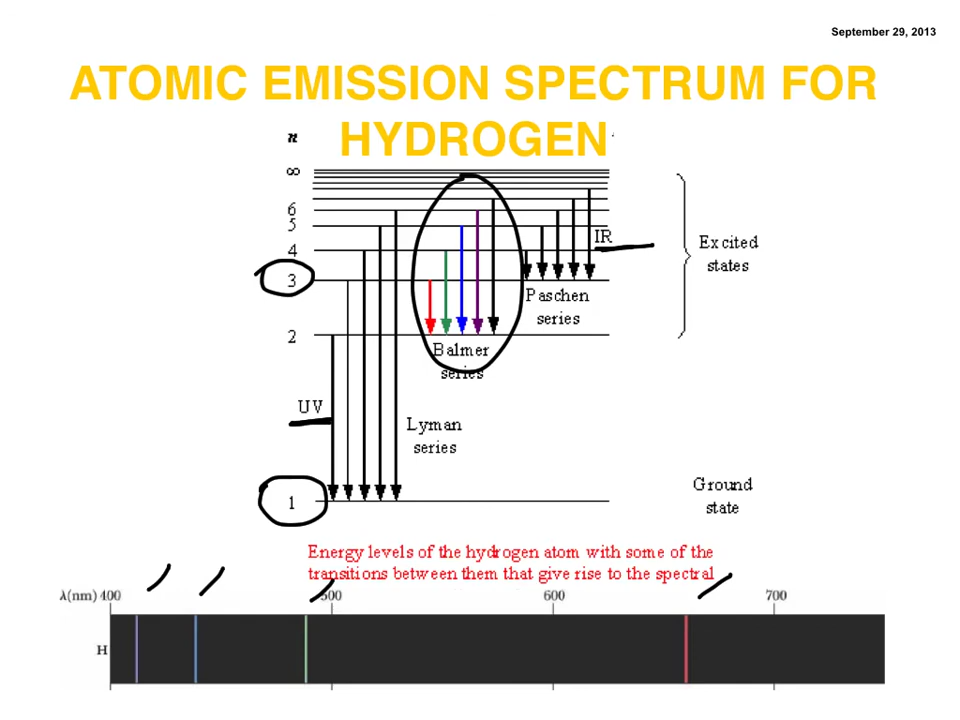 September 29, 2013
ATOMIC EMISSION SPECTRUM FOR
HYDROGEN
n
∞
6
5
4
3
2
1
IR
Excited
states
Paschen
series
Balmer
series
UV
Lyman
series
Ground
state
Energy levels of the hydrogen atom with some of the
transitions between them that give rise to the spectral
λ(nm) 400 500 600 700
H